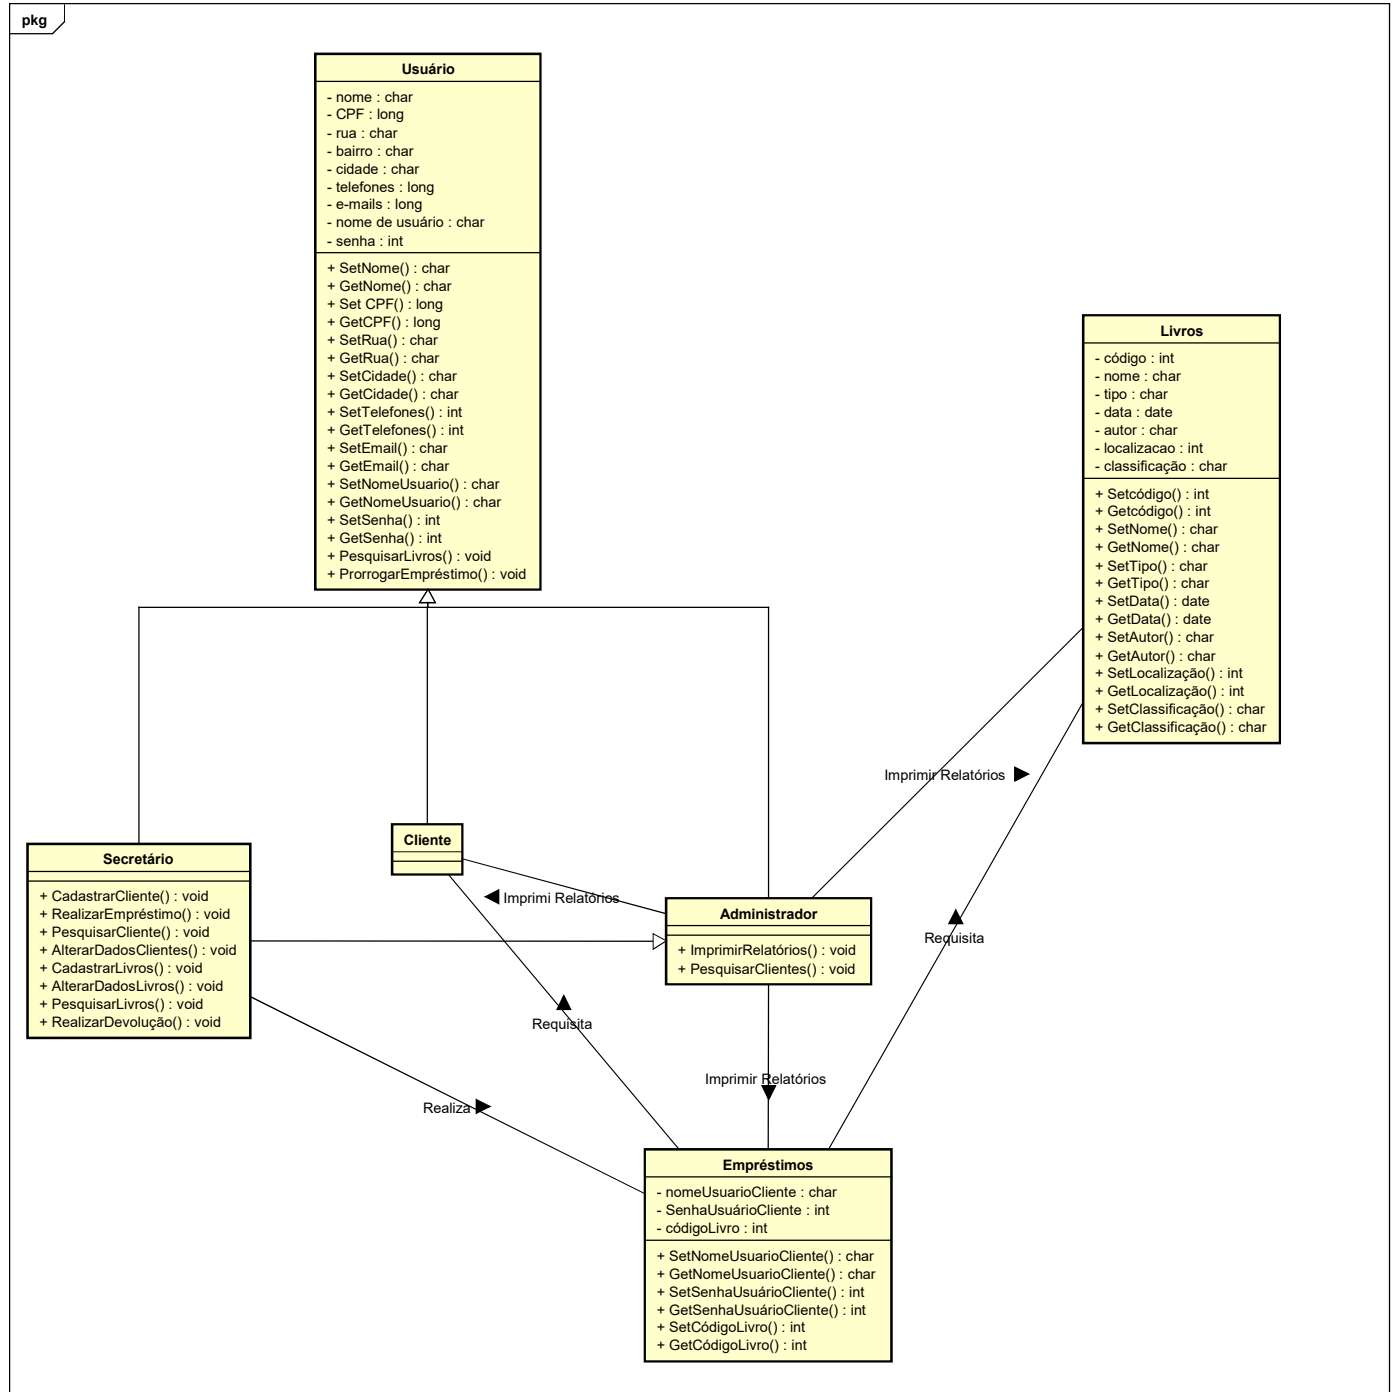 pkg
Usuário
- nome : char
- CPF : long
- rua : char
- bairro : char
- cidade : char
- telefones : long
- e-mails : long
- nome de usuário : char
- senha : int
+ SetNome() : char
+ GetNome() : char
+ Set CPF() : long
+ GetCPF() : long
+ SetRua() : char
+ GetRua() : char
+ SetCidade() : char
+ GetCidade() : char
+ SetTelefones() : int
+ GetTelefones() : int
+ SetEmail() : char
+ GetEmail() : char
+ SetNomeUsuario() : char
+ GetNomeUsuario() : char
+ SetSenha() : int
+ GetSenha() : int
+ PesquisarLivros() : void
+ ProrrogarEmpréstimo() : void
Livros
- código : int
- nome : char
- tipo : char
- data : date
- autor : char
- localizacao : int
- classificação : char
+ Setcódigo() : int
+ Getcódigo() : int
+ SetNome() : char
+ GetNome() : char
+ SetTipo() : char
+ GetTipo() : char
+ SetData() : date
+ GetData() : date
+ SetAutor() : char
+ GetAutor() : char
+ SetLocalização() : int
+ GetLocalização() : int
+ SetClassificação() : char
+ GetClassificação() : char
Imprimir Relatórios
Cliente
Secretário
+ CadastrarCliente() : void
+ RealizarEmpréstimo() : void
+ PesquisarCliente() : void
+ AlterarDadosClientes() : void
+ CadastrarLivros() : void
+ AlterarDadosLivros() : void
+ PesquisarLivros() : void
+ RealizarDevolução() : void
Imprimi Relatórios
Administrador
+ ImprimirRelatórios() : void
+ PesquisarClientes() : void
Requisita
Requisita
Imprimir Relatórios
Realiza
Empréstimos
- nomeUsuarioCliente : char
- SenhaUsuárioCliente : int
- códigoLivro : int
+ SetNomeUsuarioCliente() : char
+ GetNomeUsuarioCliente() : char
+ SetSenhaUsuárioCliente() : int
+ GetSenhaUsuárioCliente() : int
+ SetCódigoLivro() : int
+ GetCódigoLivro() : int